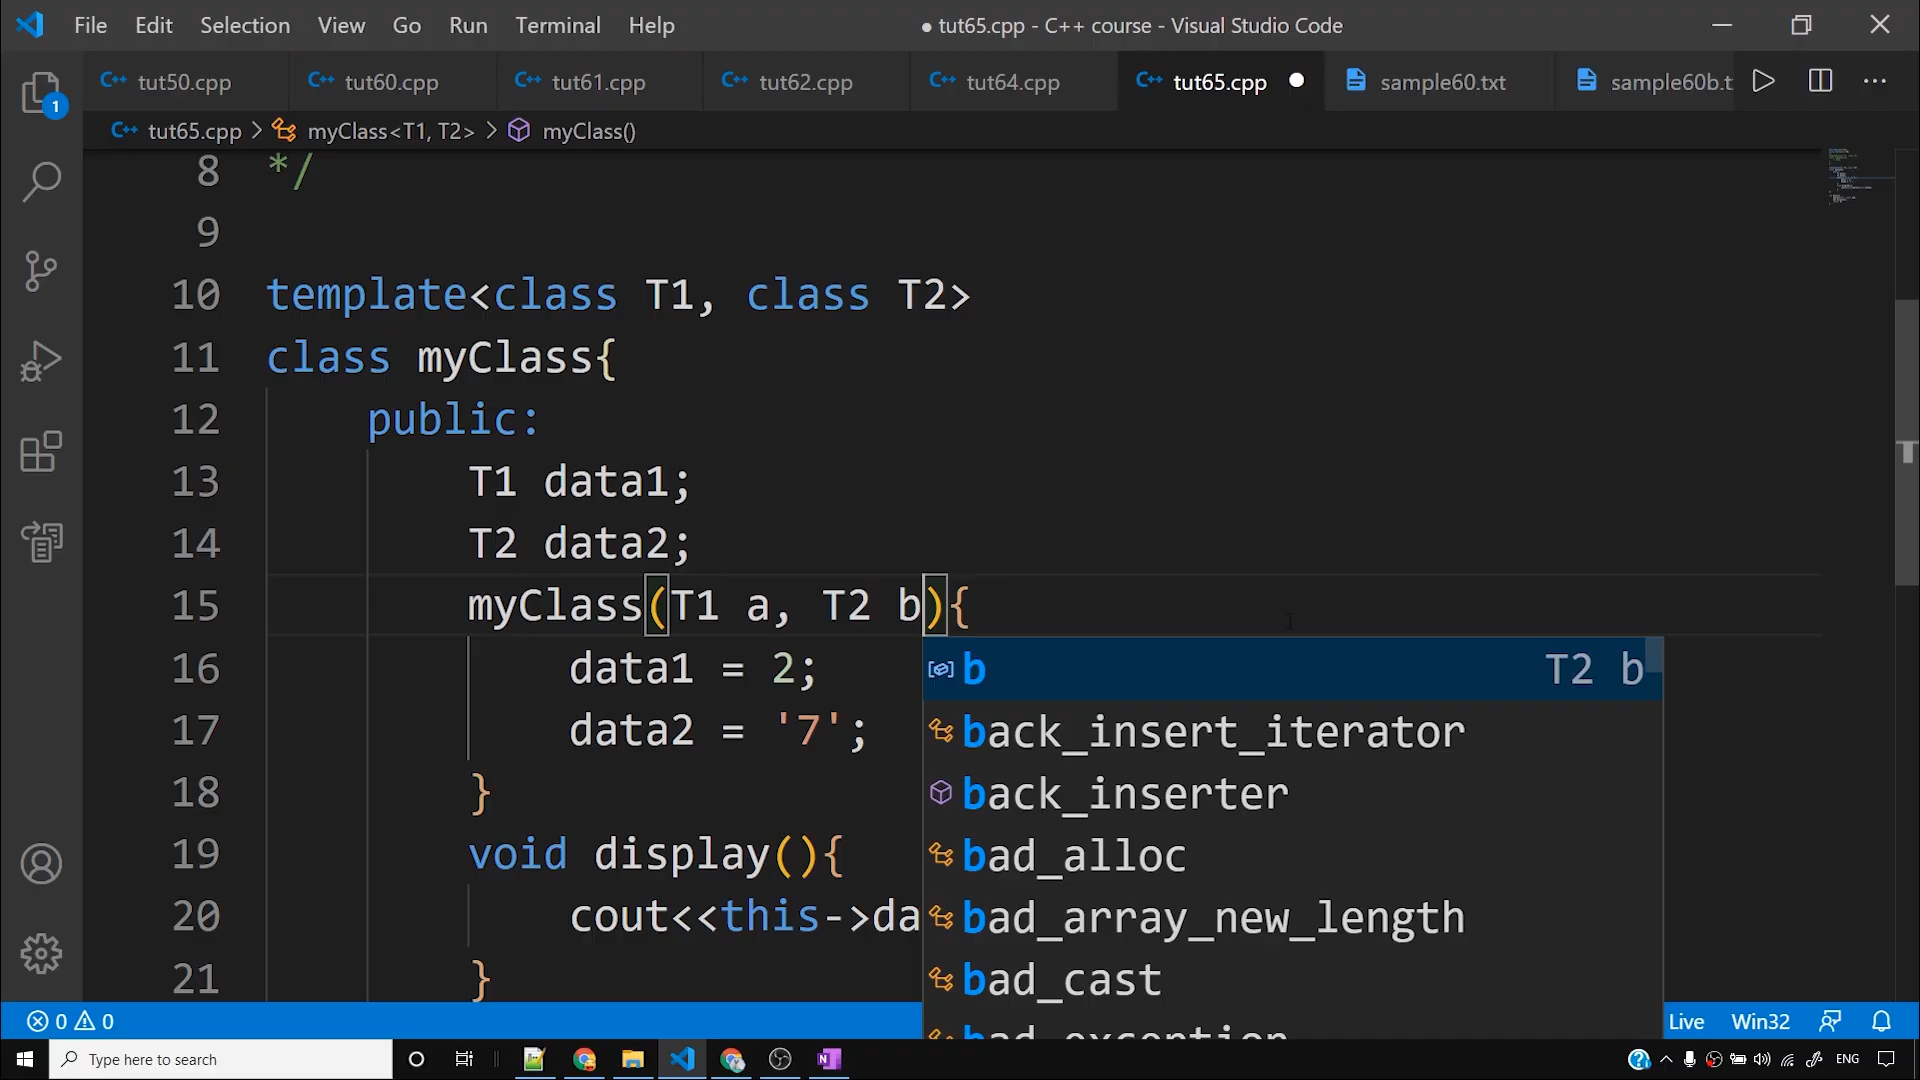 File Edit Selection View Go Run Terminal Help
● tut65.cpp - C++ course - Visual Studio Code
tut50.cpp tut60.cpp tut61.cpp tut62.cpp tut64.cpp tut65.cpp ● sample60.txt sample60b.t
tut65.cpp > myClass<T1, T2> > myClass()
1
8 */
9
10 template<class T1, class T2>
11 class myClass{
12 public:
13 T1 data1;
14 T2 data2;
15 myClass(T1 a, T2 b){
16 data1 = 2;
17 data2 = '7';
18 }
19 void display(){
20 cout<<this->da
21 }
b T2 b
back_insert_iterator
back_inserter
bad_alloc
bad_array_new_length
bad_cast
bad_exception
0 0 Live Win32
Type here to search ENG